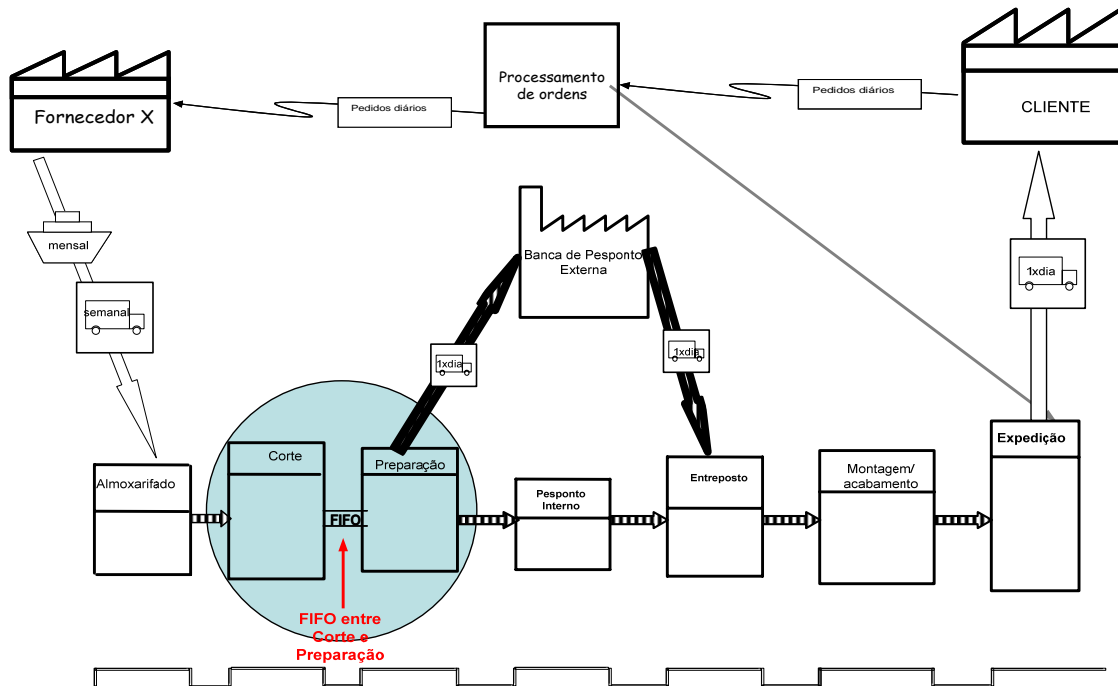 Fornecedor X
Pedidos diários
Processamento
de ordens
Pedidos diários
CLIENTE
mensal
semanal
Banca de Pesponto
Externa
1xdia
1xdia
1xdia
Almoxarifado
Corte
FIFO
Preparação
Pesponto
Interno
Entreposto
Montagem/
acabamento
Expedição
FIFO entre
Corte e
Preparação